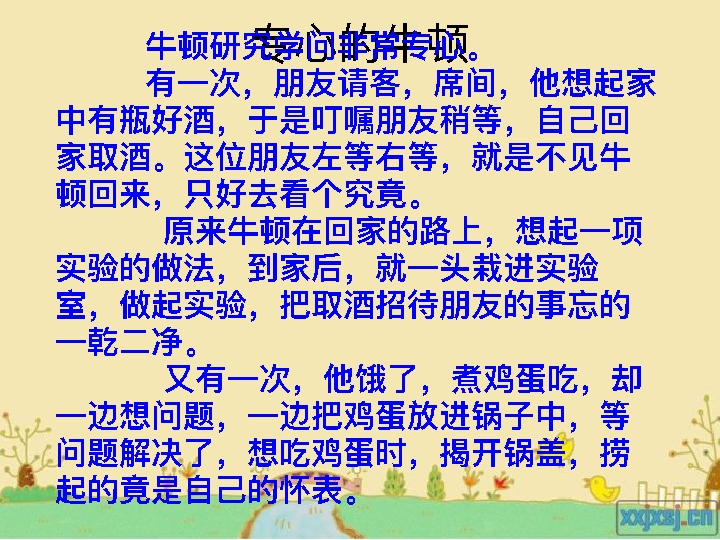 专心的牛顿
牛顿研究学问非常专心。
有一次，朋友请客，席间，他想起家
中有瓶好酒，于是叮嘱朋友稍等，自己回
家取酒。这位朋友左等右等，就是不见牛
顿回来，只好去看个究竟。
原来牛顿在回家的路上，想起一项
实验的做法，到家后，就一头栽进实验
室，做起实验，把取酒招待朋友的事忘的
一乾二净。
又有一次，他饿了，煮鸡蛋吃，却
一边想问题，一边把鸡蛋放进锅子中，等
问题解决了，想吃鸡蛋时，揭开锅盖，捞
起的竟是自己的怀表。
xxjxsj.cn